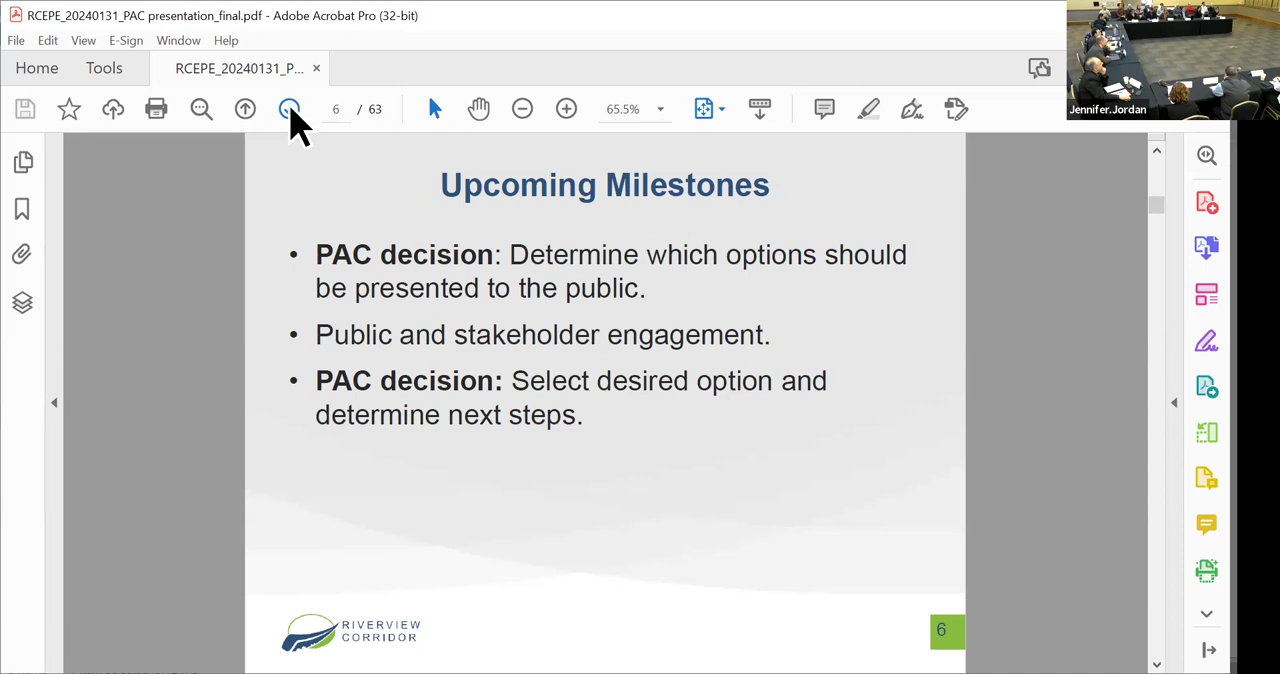 RCEPE_20240131_PAC presentation_final.pdf - Adobe Acrobat Pro (32-bit)
File Edit View E-Sign Window Help
Home Tools RCEPE_20240131_P... ×
6 / 63 65.5%
Jennifer.Jordan
Upcoming Milestones
• PAC decision: Determine which options should
be presented to the public.
• Public and stakeholder engagement.
• PAC decision: Select desired option and
determine next steps.
RIVERVIEW
CORRIDOR
6